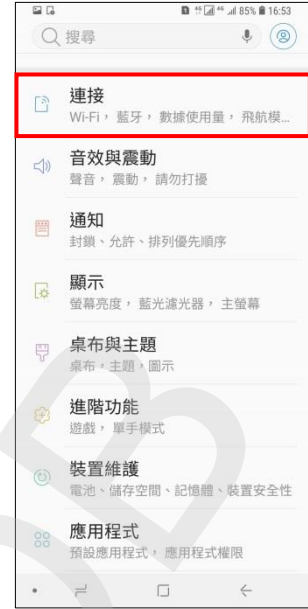 85% 16:53
搜尋
連接
Wi-Fi， 藍牙， 數據使用量， 飛航模...
音效與震動
聲音， 震動， 請勿打擾
通知
封鎖、允許、排列優先順序
顯示
螢幕亮度， 藍光濾光器， 主螢幕
桌布與主題
桌布，主題，圖示
進階功能
遊戲， 單手模式
裝置維護
電池、儲存空間、記憶體、裝置安全性
應用程式
預設應用程式， 應用程式權限